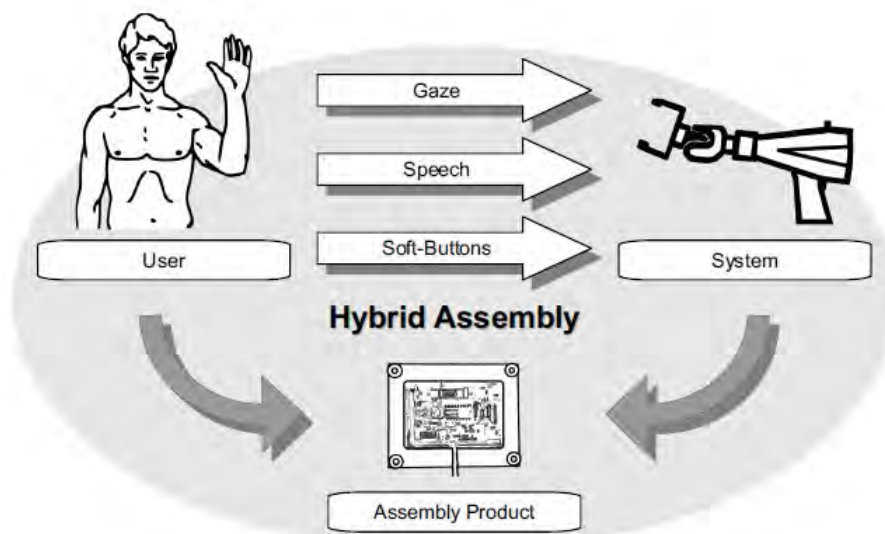 Gaze
Speech
Soft-Buttons
User
System
Hybrid Assembly
Assembly Product